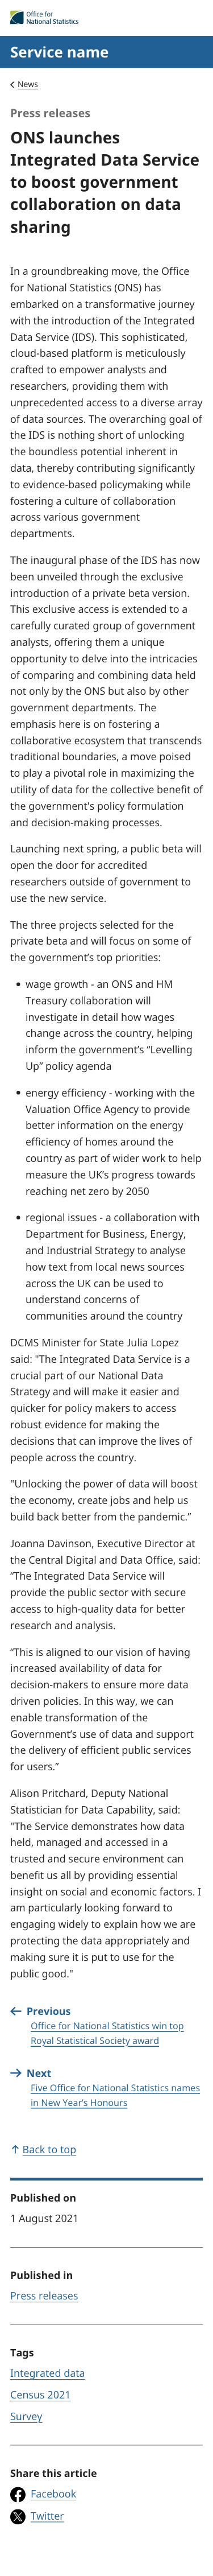 Office for
National Statistics
Service name
News
Press releases
ONS launches
Integrated Data Service
to boost government
collaboration on data
sharing
In a groundbreaking move, the Office
for National Statistics (ONS) has
embarked on a transformative journey
with the introduction of the Integrated
Data Service (IDS). This sophisticated,
cloud-based platform is meticulously
crafted to empower analysts and
researchers, providing them with
unprecedented access to a diverse array
of data sources. The overarching goal of
the IDS is nothing short of unlocking
the boundless potential inherent in
data, thereby contributing significantly
to evidence-based policymaking while
fostering a culture of collaboration
across various government
departments.
The inaugural phase of the IDS has now
been unveiled through the exclusive
introduction of a private beta version.
This exclusive access is extended to a
carefully curated group of government
analysts, offering them a unique
opportunity to delve into the intricacies
of comparing and combining data held
not only by the ONS but also by other
government departments. The
emphasis here is on fostering a
collaborative ecosystem that transcends
traditional boundaries, a move poised
to play a pivotal role in maximizing the
utility of data for the collective benefit of
the government's policy formulation
and decision-making processes.
Launching next spring, a public beta will
open the door for accredited
researchers outside of government to
use the new service.
The three projects selected for the
private beta and will focus on some of
the government’s top priorities:
• wage growth - an ONS and HM
Treasury collaboration will
investigate in detail how wages
change across the country, helping
inform the government’s “Levelling
Up” policy agenda
• energy efficiency - working with the
Valuation Office Agency to provide
better information on the energy
efficiency of homes around the
country as part of wider work to help
measure the UK’s progress towards
reaching net zero by 2050
• regional issues - a collaboration with
Department for Business, Energy,
and Industrial Strategy to analyse
how text from local news sources
across the UK can be used to
understand concerns of
communities around the country
DCMS Minister for State Julia Lopez
said: "The Integrated Data Service is a
crucial part of our National Data
Strategy and will make it easier and
quicker for policy makers to access
robust evidence for making the
decisions that can improve the lives of
people across the country.
"Unlocking the power of data will boost
the economy, create jobs and help us
build back better from the pandemic.”
Joanna Davinson, Executive Director at
the Central Digital and Data Office, said:
“The Integrated Data Service will
provide the public sector with secure
access to high-quality data for better
research and analysis.
“This is aligned to our vision of having
increased availability of data for
decision-makers to ensure more data
driven policies. In this way, we can
enable transformation of the
Government’s use of data and support
the delivery of efficient public services
for users.”
Alison Pritchard, Deputy National
Statistician for Data Capability, said:
"The Service demonstrates how data
held, managed and accessed in a
trusted and secure environment can
benefit us all by providing essential
insight on social and economic factors. I
am particularly looking forward to
engaging widely to explain how we are
protecting the data appropriately and
making sure it is put to use for the
public good."
Previous
Office for National Statistics win top
Royal Statistical Society award
Next
Five Office for National Statistics names
in New Year’s Honours
Back to top
Published on
1 August 2021
Published in
Press releases
Tags
Integrated data
Census 2021
Survey
Share this article
Facebook
Twitter